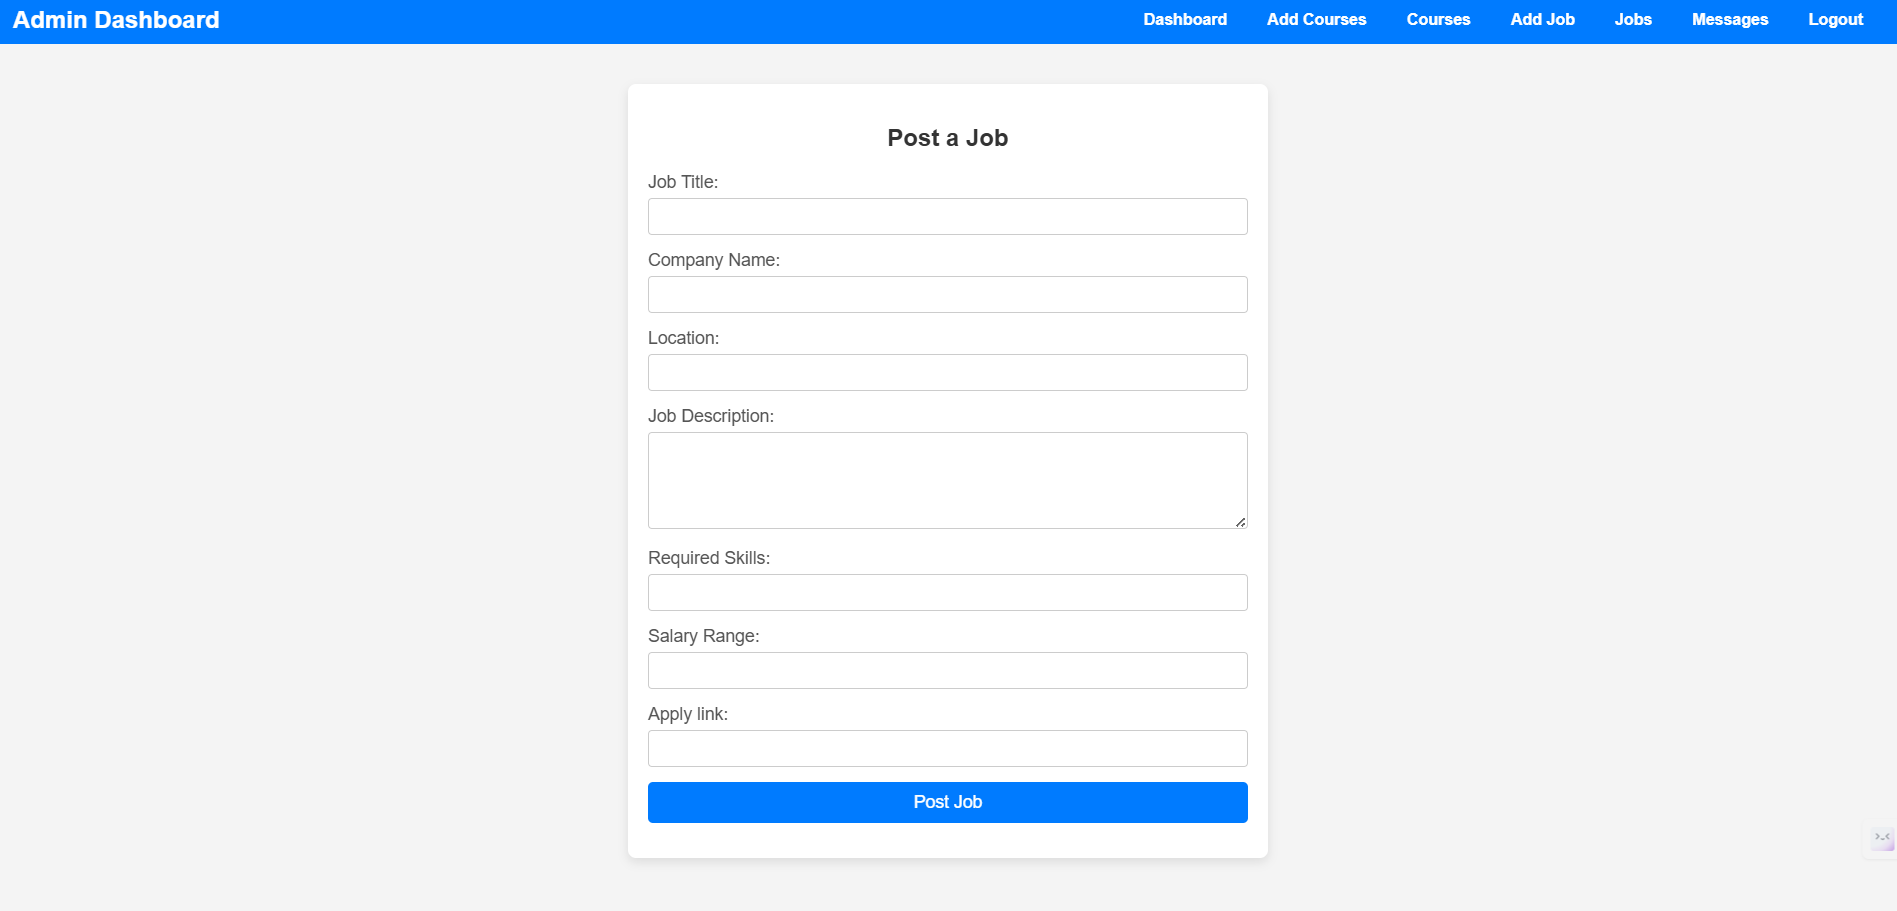 Admin Dashboard
Dashboard Add Courses Courses Add Job Jobs Messages Logout
Post a Job
Job Title:
Company Name:
Location:
Job Description:
Required Skills:
Salary Range:
Apply link:
Post Job